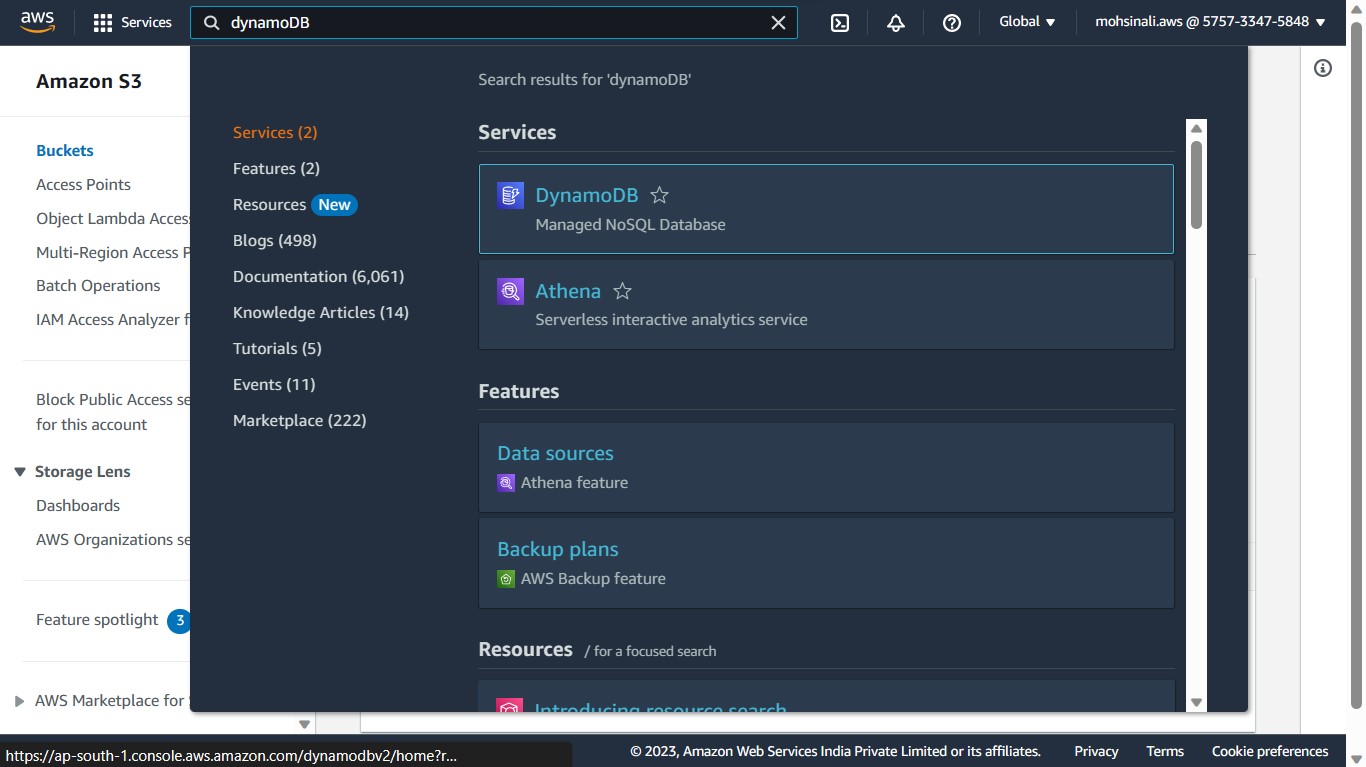 aws
Services
dynamoDB
Global
mohsinali.aws @ 5757-3347-5848
Amazon S3
Buckets
Access Points
Object Lambda Acces
Multi-Region Access P
Batch Operations
IAM Access Analyzer f
Block Public Access se
for this account
Storage Lens
Dashboards
AWS Organizations se
Feature spotlight 3
AWS Marketplace for
Services (2)
Features (2)
Resources New
Blogs (498)
Documentation (6,061)
Knowledge Articles (14)
Tutorials (5)
Events (11)
Marketplace (222)
Search results for 'dynamoDB'
Services
DynamoDB
Managed NoSQL Database
Athena
Serverless interactive analytics service
Features
Data sources
Athena feature
Backup plans
AWS Backup feature
Resources / for a focused search
Introducing resource search
https://ap-south-1.console.aws.amazon.com/dynamodbv2/home?r...
© 2023, Amazon Web Services India Private Limited or its affiliates.
Privacy
Terms
Cookie preferences